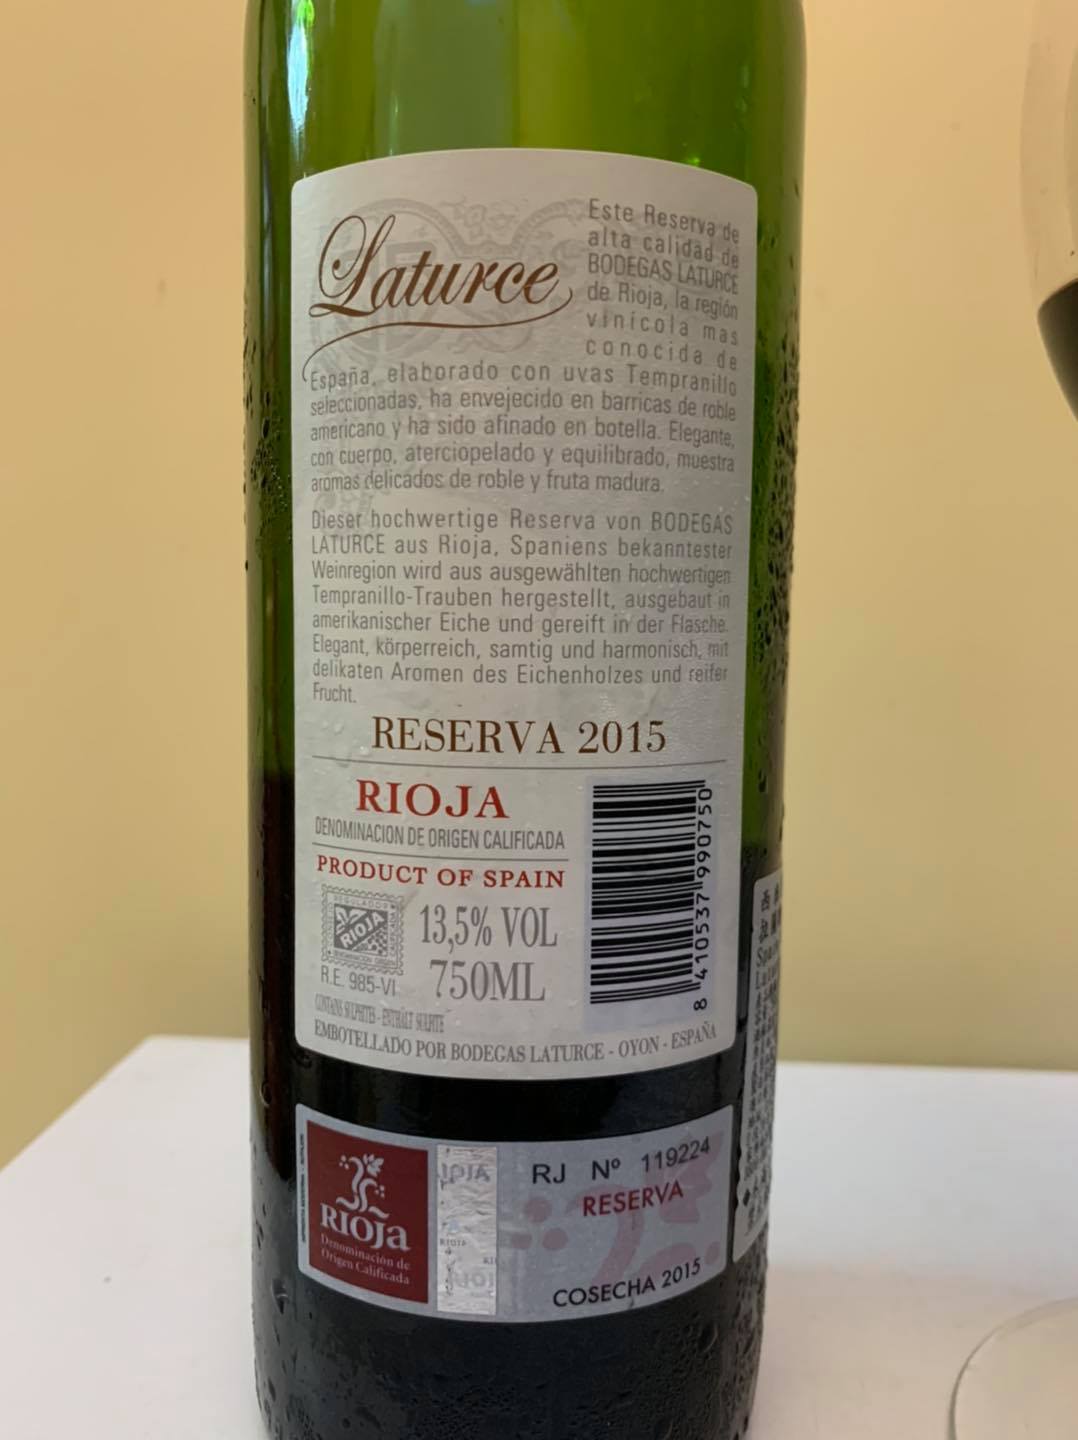 Laturce
Este Reserva de
alta calidad de
BODEGAS LATURCE
de Rioja, la región
vinícola mas
conocida de
España, elaborado con uvas Tempranillo
seleccionadas, ha envejecido en barricas de roble
americano y ha sido afinado en botella. Elegante,
con cuerpo, aterciopelado y equilibrado, muestra
aromas delicados de roble y fruta madura.
Dieser hochwertige Reserva von BODEGAS
LATURCE aus Rioja, Spaniens bekanntester
Weinregion wird aus ausgewählten hochwertigen
Tempranillo-Trauben hergestellt, ausgebaut in
amerikanischer Eiche und gereift in der Flasche.
Elegant, körperreich, samtig und harmonisch, mit
delikaten Aromen des Eichenholzes und reifer
Frucht.
RESERVA 2015
RIOJA
DENOMINACION DE ORIGEN CALIFICADA
PRODUCT OF SPAIN
RIOJA
13,5% VOL
750ML
R.E. 985-VI
CONTAINS SULPHITES - ENTHÄLT SULFITE
EMBOTELLADO POR BODEGAS LATURCE - OYON - ESPAÑA
8 410537 990750
RIOJa
Denominación de
Origen Calificada
RJ Nº 119224
RESERVA
COSECHA 2015